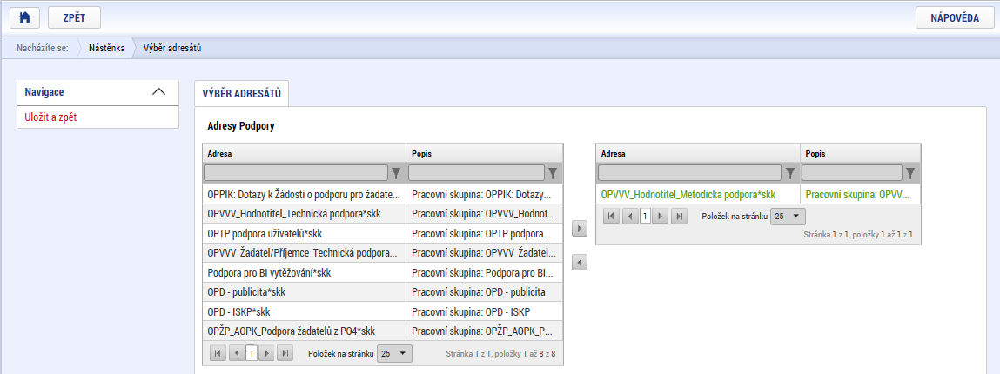 ZPĚT
NÁPOVĚDA
Nacházíte se:
Nástěnka
Výběr adresátů
Navigace
Uložit a zpět
VÝBĚR ADRESÁTŮ
Adresy Podpory
Adresa Popis
OPPIK: Dotazy k Žádosti o podporu pro žadate... Pracovní skupina: OPPIK: Dotazy...
OPVVV_Hodnotitel_Technická podpora*skk Pracovní skupina: OPVVV_Hodnot...
OPTP podpora uživatelů*skk Pracovní skupina: OPTP podpora...
OPVVV_Žadatel/Příjemce_Technická podpora... Pracovní skupina: OPVVV_Žadatel...
Podpora pro BI vytěžování*skk Pracovní skupina: Podpora pro BI...
OPD - publicita*skk Pracovní skupina: OPD - publicita
OPD - ISKP*skk Pracovní skupina: OPD - ISKP
OPŽP_AOPK_Podpora žadatelů z PO4*skk Pracovní skupina: OPŽP_AOPK_P...
1 Položek na stránku 25 Stránka 1 z 1, položky 1 až 8 z 8
Adresa Popis
OPVVV_Hodnotitel_Metodicka podpora*skk Pracovní skupina: OPVV...
1 Položek na stránku 25
Stránka 1 z 1, položky 1 až 1 z 1